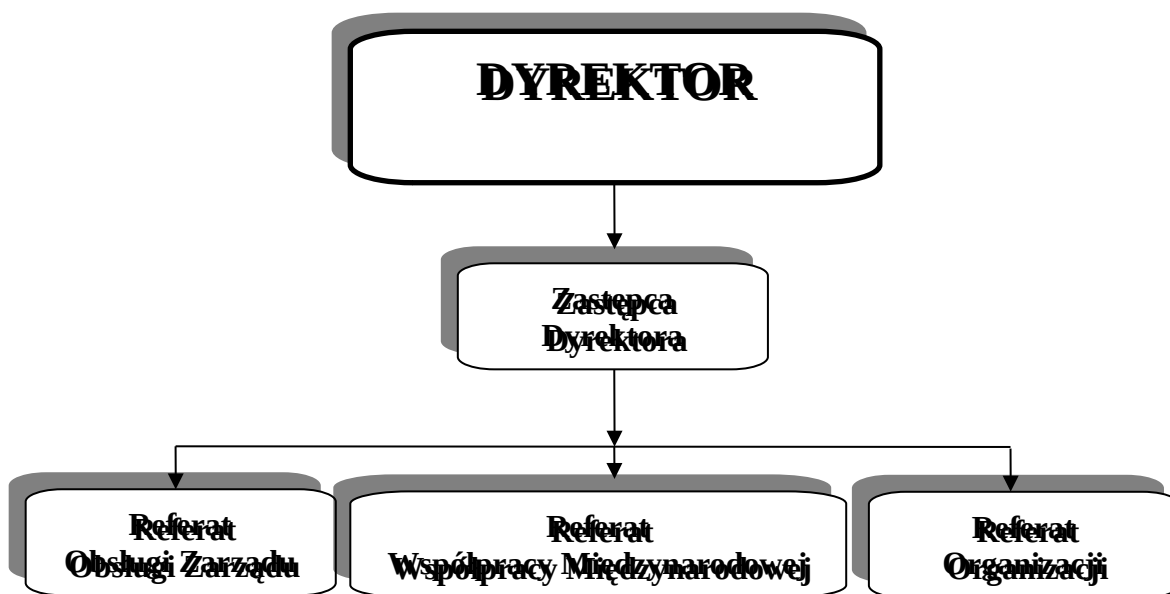 DYREKTOR
Zastępca
Dyrektora
Referat
Obsługi Zarządu
Referat
Współpracy Międzynarodowej
Referat
Organizacji